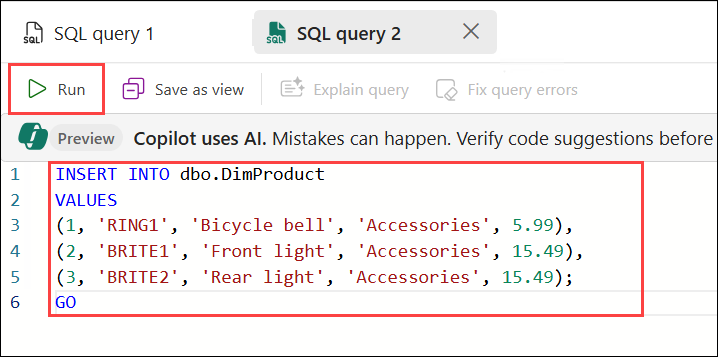 SQL query 1 SQL query 2
Run Save as view Explain query Fix query errors
Preview Copilot uses AI. Mistakes can happen. Verify code suggestions before
1 INSERT INTO dbo.DimProduct
2 VALUES
3 (1, 'RING1', 'Bicycle bell', 'Accessories', 5.99),
4 (2, 'BRITE1', 'Front light', 'Accessories', 15.49),
5 (3, 'BRITE2', 'Rear light', 'Accessories', 15.49);
6 GO